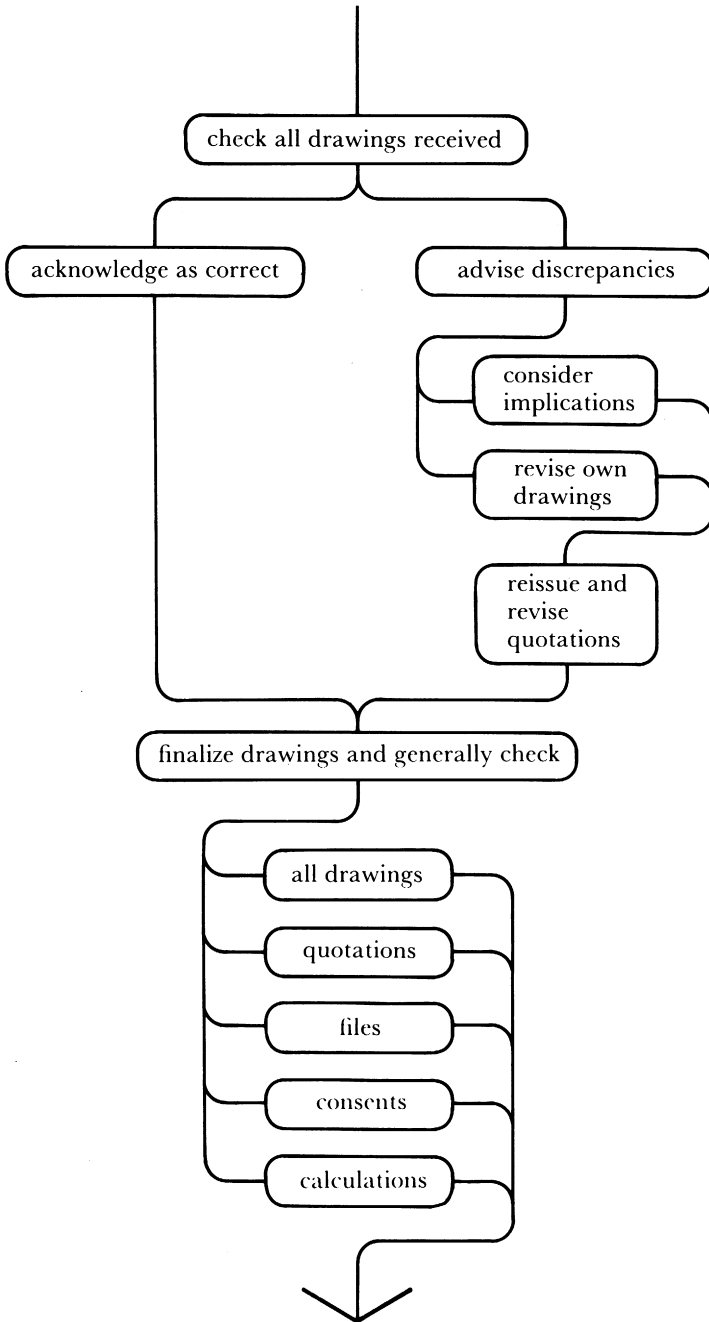 check all drawings received
acknowledge as correct
advise discrepancies
consider
implications
revise own
drawings
reissue and
revise
quotations
finalize drawings and generally check
all drawings
quotations
files
consents
calculations